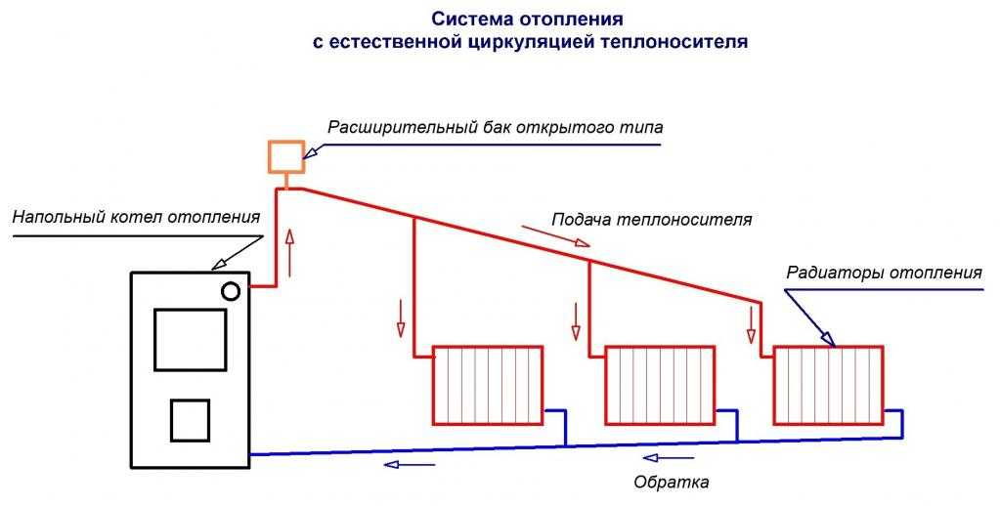 Система отопления
с естественной циркуляцией теплоносителя
Расширительный бак открытого типа
Напольный котел отопления
Подача теплоносителя
Радиаторы отопления
Обратка